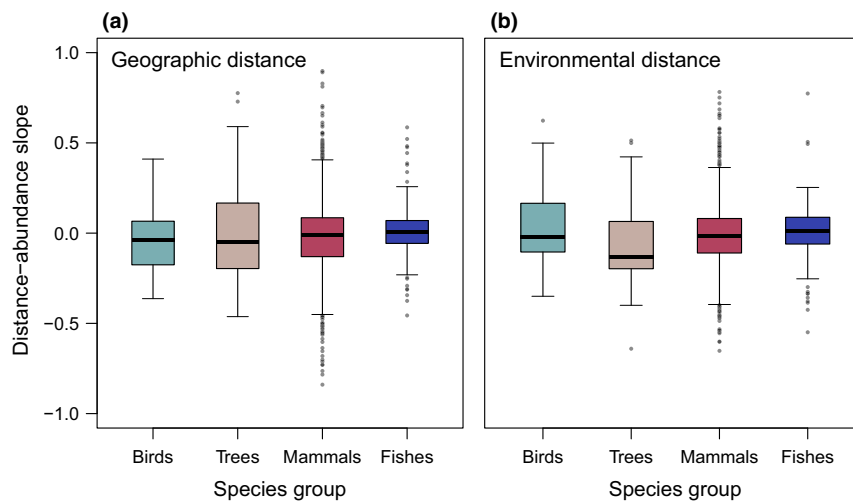 (a)
Geographic distance
Distance−abundance slope
1.0
0.5
0.0
−0.5
−1.0
Birds Trees Mammals Fishes
Species group
(b)
Environmental distance
Birds Trees Mammals Fishes
Species group